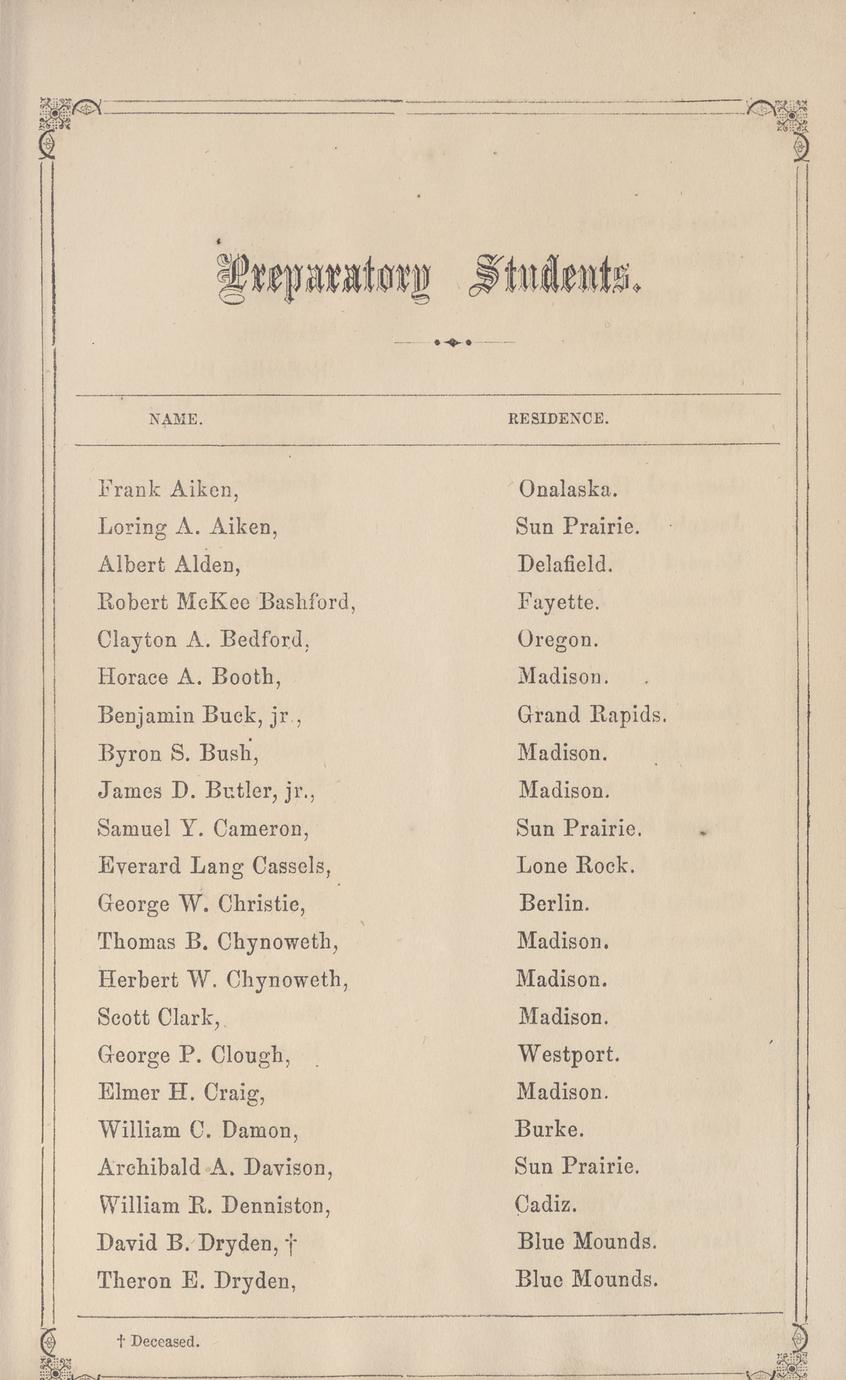 Preparatory Students.
NAME. RESIDENCE.
Frank Aiken, Onalaska.
Loring A. Aiken, Sun Prairie.
Albert Alden, Delafield.
Robert McKee Bashford, Fayette.
Clayton A. Bedford, Oregon.
Horace A. Booth, Madison.
Benjamin Buck, jr., Grand Rapids.
Byron S. Bush, Madison.
James D. Butler, jr., Madison.
Samuel Y. Cameron, Sun Prairie.
Everard Lang Cassels, Lone Rock.
George W. Christie, Berlin.
Thomas B. Chynoweth, Madison.
Herbert W. Chynoweth, Madison.
Scott Clark, Madison.
George P. Clough, Westport.
Elmer H. Craig, Madison.
William C. Damon, Burke.
Archibald A. Davison, Sun Prairie.
William R. Denniston, Cadiz.
David B. Dryden, † Blue Mounds.
Theron E. Dryden, Blue Mounds.
† Deceased.